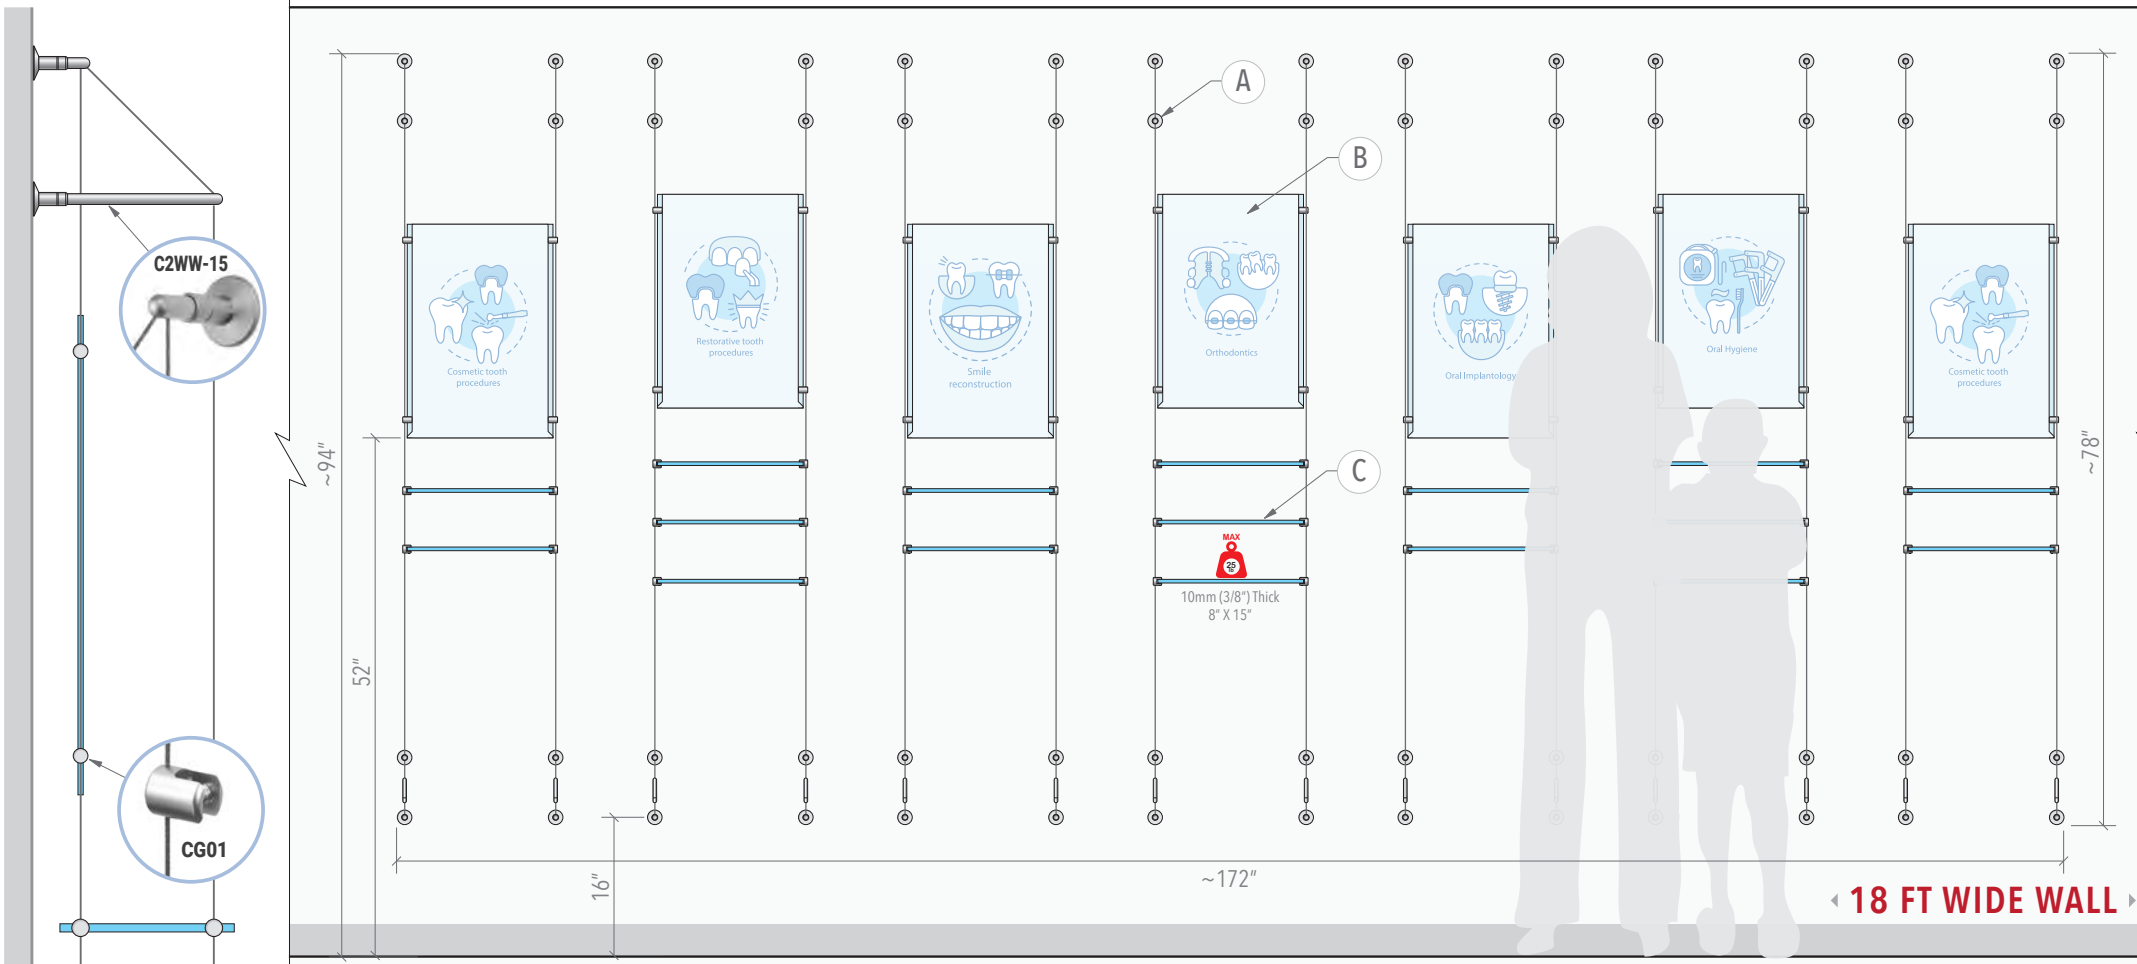 C2WW-15
CG01
~94″
52″
16″
A
B
C
Cosmetic tooth
procedures
Restorative tooth
procedures
Smile
reconstruction
Orthodontics
Oral Implantology
Oral Hygiene
Cosmetic tooth
procedures
MAX
25
lb
10mm (3/8″) Thick
8″ X 15″
~78″
~172″
18 FT WIDE WALL